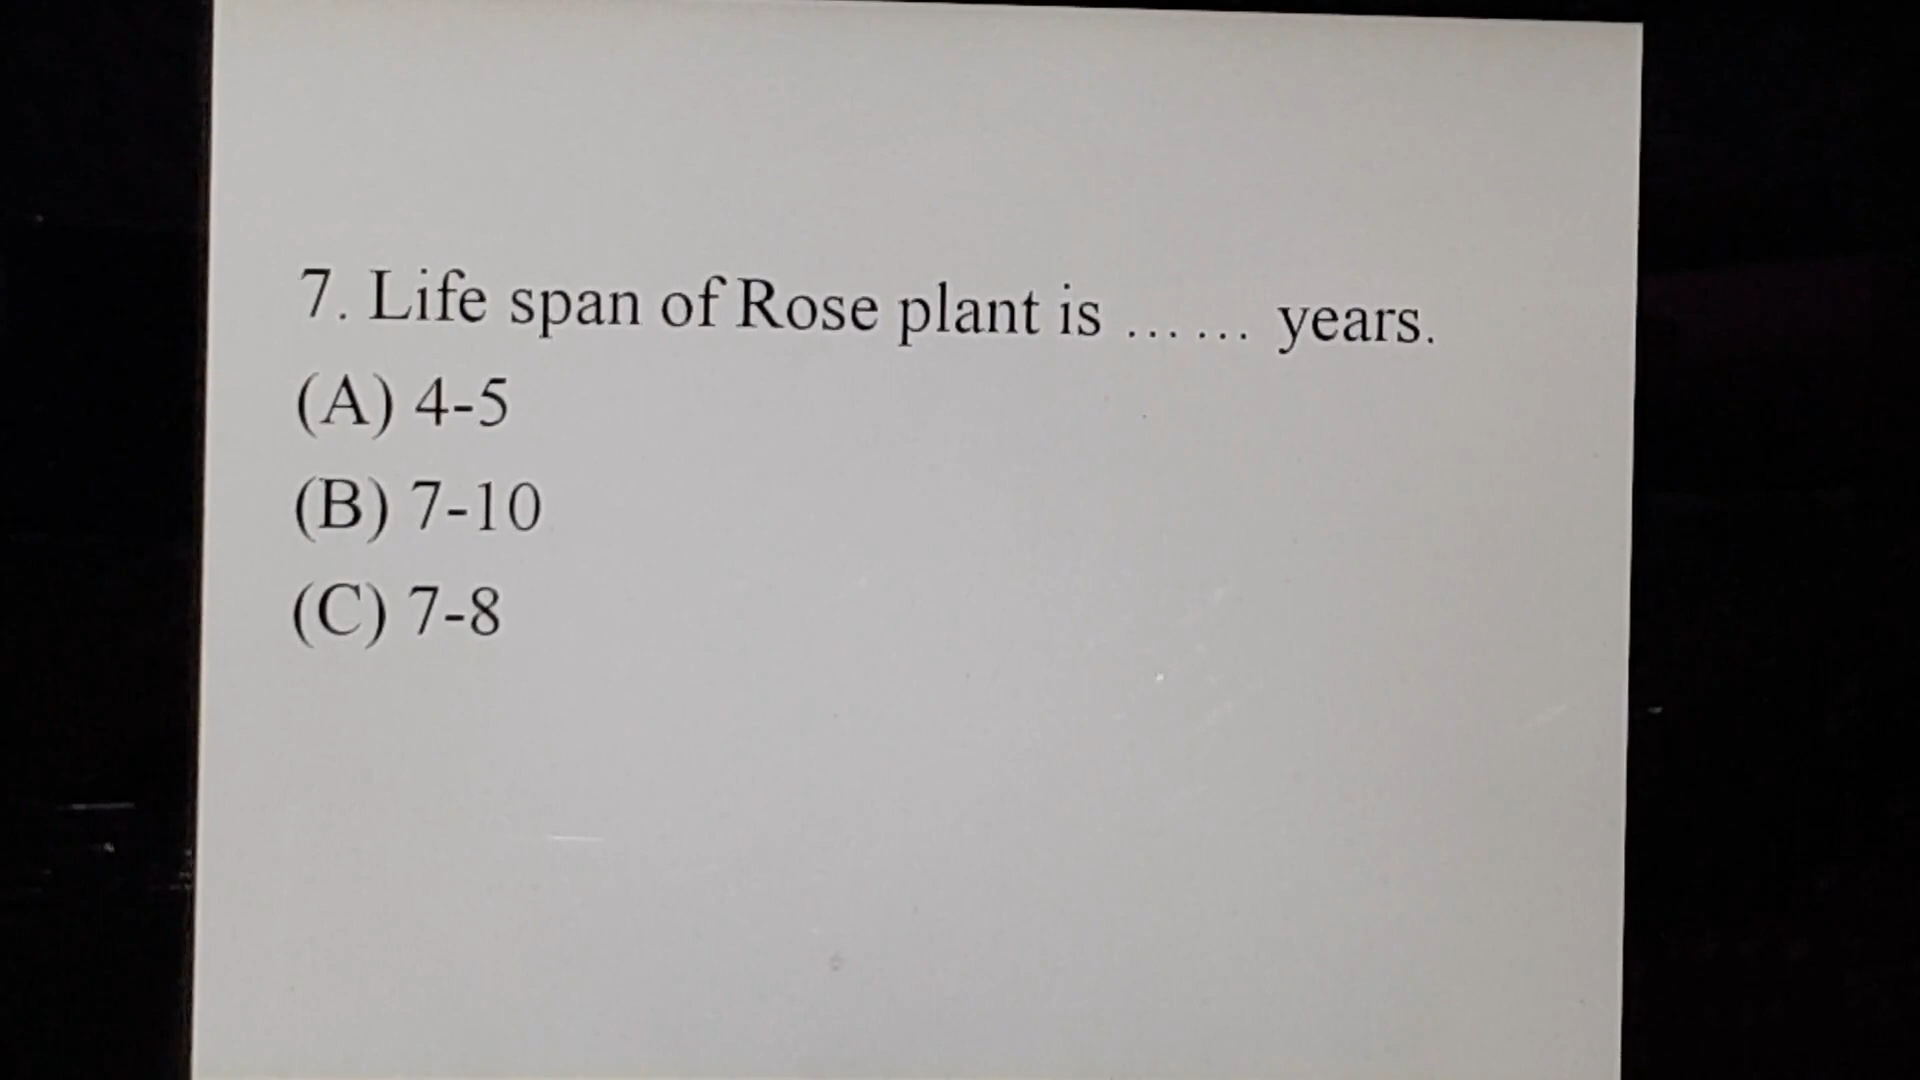 7. Life span of Rose plant is ...... years.
(A) 4-5
(B) 7-10
(C) 7-8